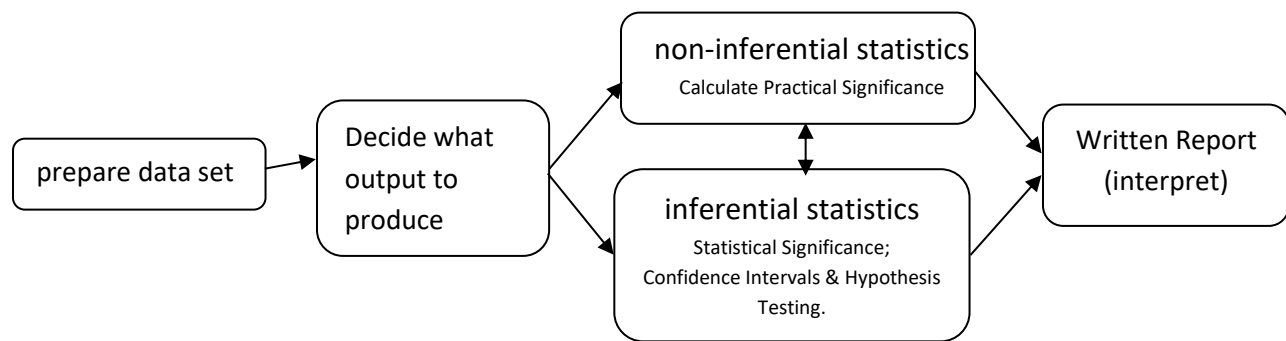 prepare data set
Decide what
output to
produce
non-inferential statistics
Calculate Practical Significance
inferential statistics
Statistical Significance;
Confidence Intervals & Hypothesis
Testing.
Written Report
(interpret)